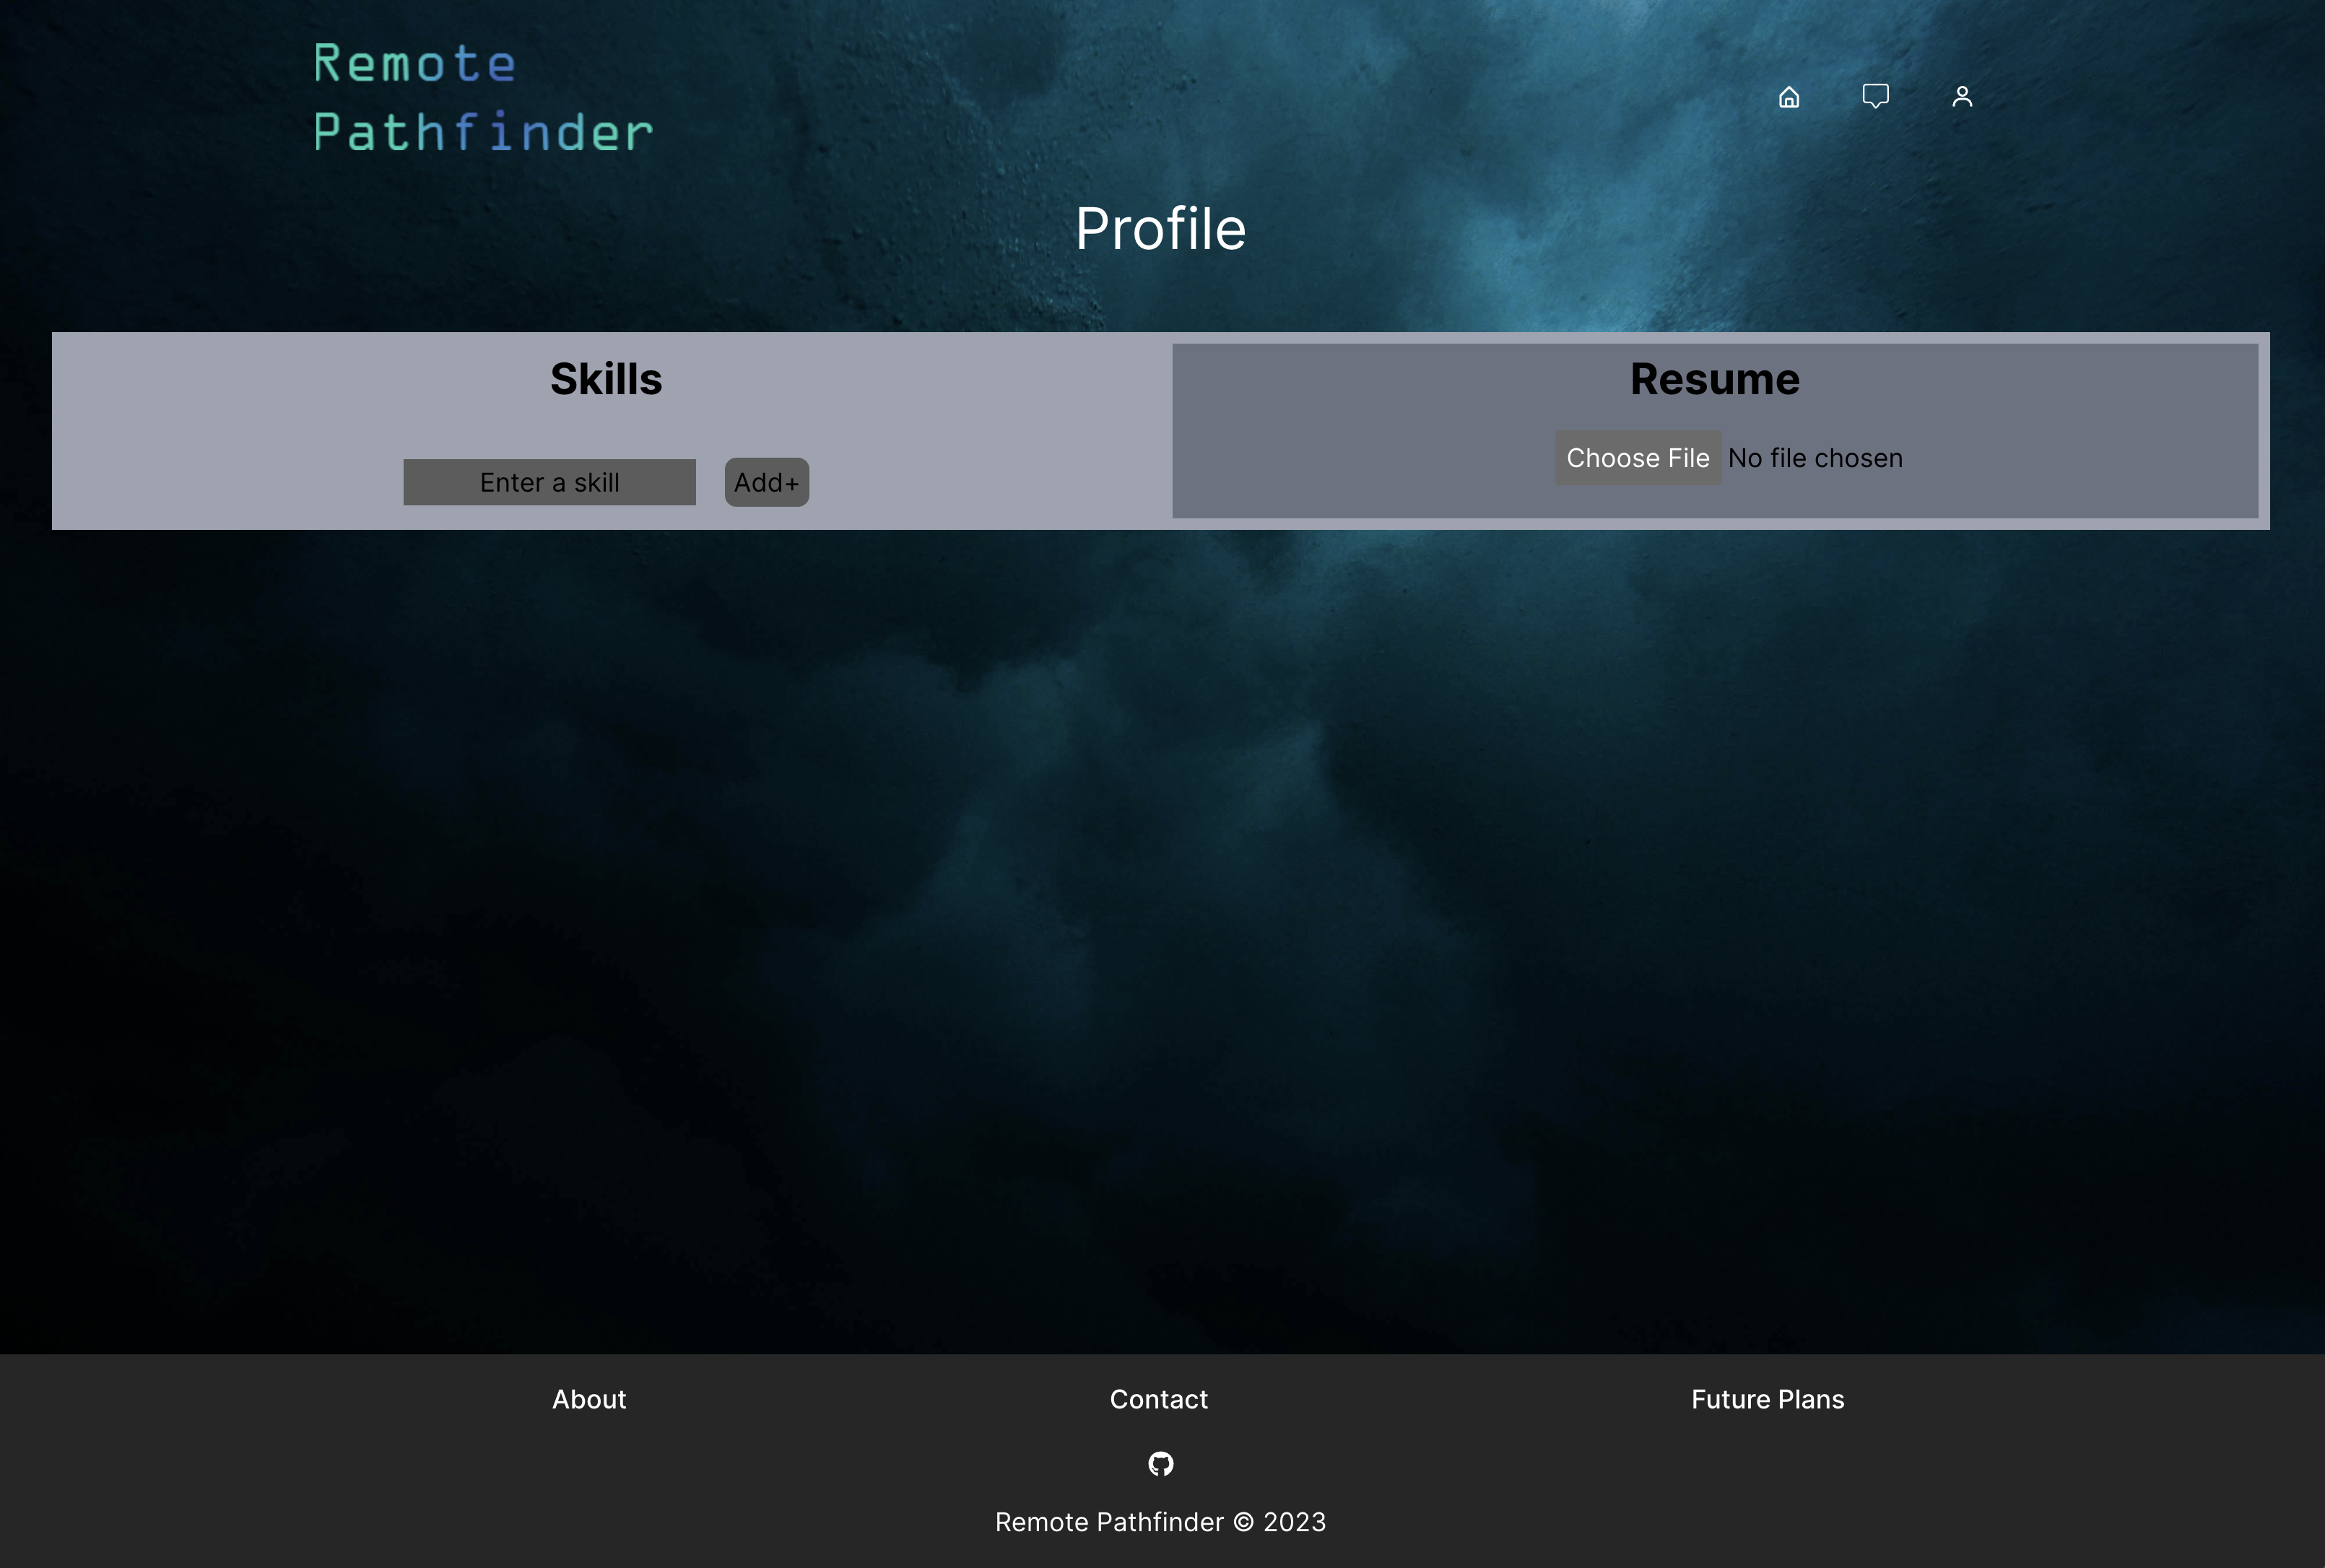 Remote
Pathfinder
Profile
Skills
Enter a skill
Add+
Resume
Choose File
No file chosen
About
Contact
Future Plans
Remote Pathfinder © 2023